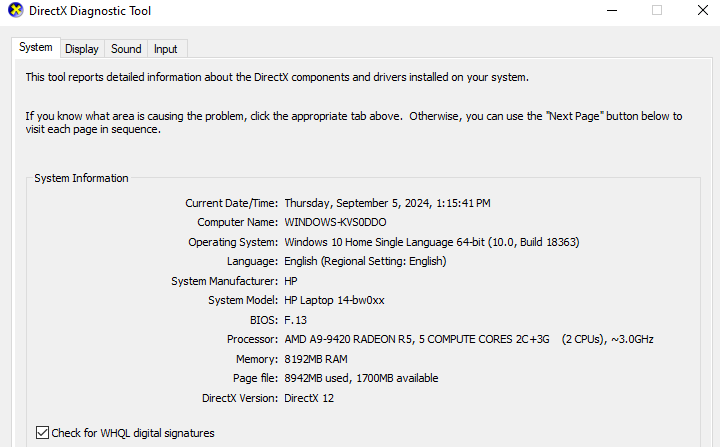 DirectX Diagnostic Tool
System Display Sound Input
This tool reports detailed information about the DirectX components and drivers installed on your system.
If you know what area is causing the problem, click the appropriate tab above.  Otherwise, you can use the "Next Page" button below to
visit each page in sequence.
System Information
Current Date/Time: Thursday, September 5, 2024, 1:15:41 PM
Computer Name: WINDOWS-KVS0DDO
Operating System: Windows 10 Home Single Language 64-bit (10.0, Build 18363)
Language: English (Regional Setting: English)
System Manufacturer: HP
System Model: HP Laptop 14-bw0xx
BIOS: F.13
Processor: AMD A9-9420 RADEON R5, 5 COMPUTE CORES 2C+3G    (2 CPUs), ~3.0GHz
Memory: 8192MB RAM
Page file: 8942MB used, 1700MB available
DirectX Version: DirectX 12
Check for WHQL digital signatures